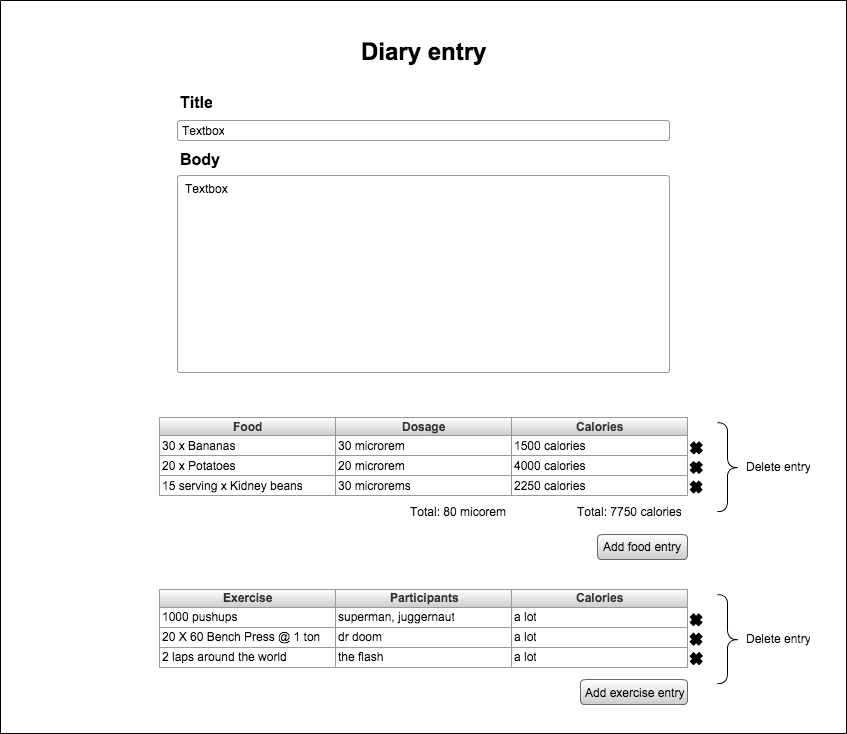 Diary entry
Title
Textbox
Body
Textbox
Food Dosage Calories
30 x Bananas 30 microrem 1500 calories
20 x Potatoes 20 microrem 4000 calories
Delete entry
15 serving x Kidney beans 30 microrems 2250 calories
Total: 80 micorem Total: 7750 calories
Add food entry
Exercise Participants Calories
1000 pushups superman, juggernaut a lot
20 X 60 Bench Press @ 1 ton dr doom a lot
Delete entry
2 laps around the world the flash a lot
Add exercise entry